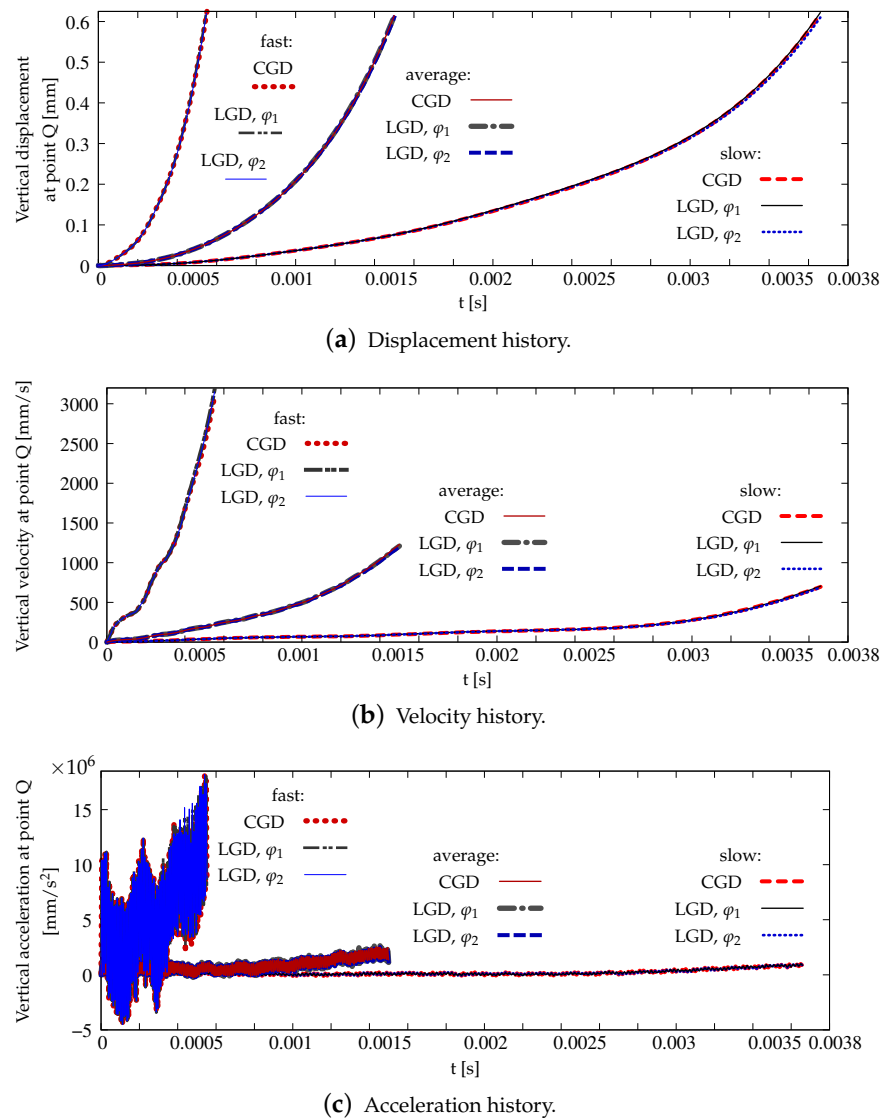 Vertical displacement
at point Q [mm]
0.6
0.5
0.4
0.3
0.2
0.1
0
fast:
CGD
LGD, φ1
LGD, φ2
average:
CGD
LGD, φ1
LGD, φ2
slow:
CGD
LGD, φ1
LGD, φ2
0.0005 0.001 0.0015 0.002 0.0025 0.003 0.0035 0.0038
t [s]
(a) Displacement history.
Vertical velocity at point Q [mm/s]
3000
2500
2000
1500
1000
500
0
fast:
CGD
LGD, φ1
LGD, φ2
average:
CGD
LGD, φ1
LGD, φ2
slow:
CGD
LGD, φ1
LGD, φ2
0.0005 0.001 0.0015 0.002 0.0025 0.003 0.0035 0.0038
t [s]
(b) Velocity history.
Vertical acceleration at point Q
[mm/s²]
×10⁶
15
10
5
0
−5
fast:
CGD
LGD, φ1
LGD, φ2
average:
CGD
LGD, φ1
LGD, φ2
slow:
CGD
LGD, φ1
LGD, φ2
0.0005 0.001 0.0015 0.002 0.0025 0.003 0.0035 0.0038
t [s]
(c) Acceleration history.